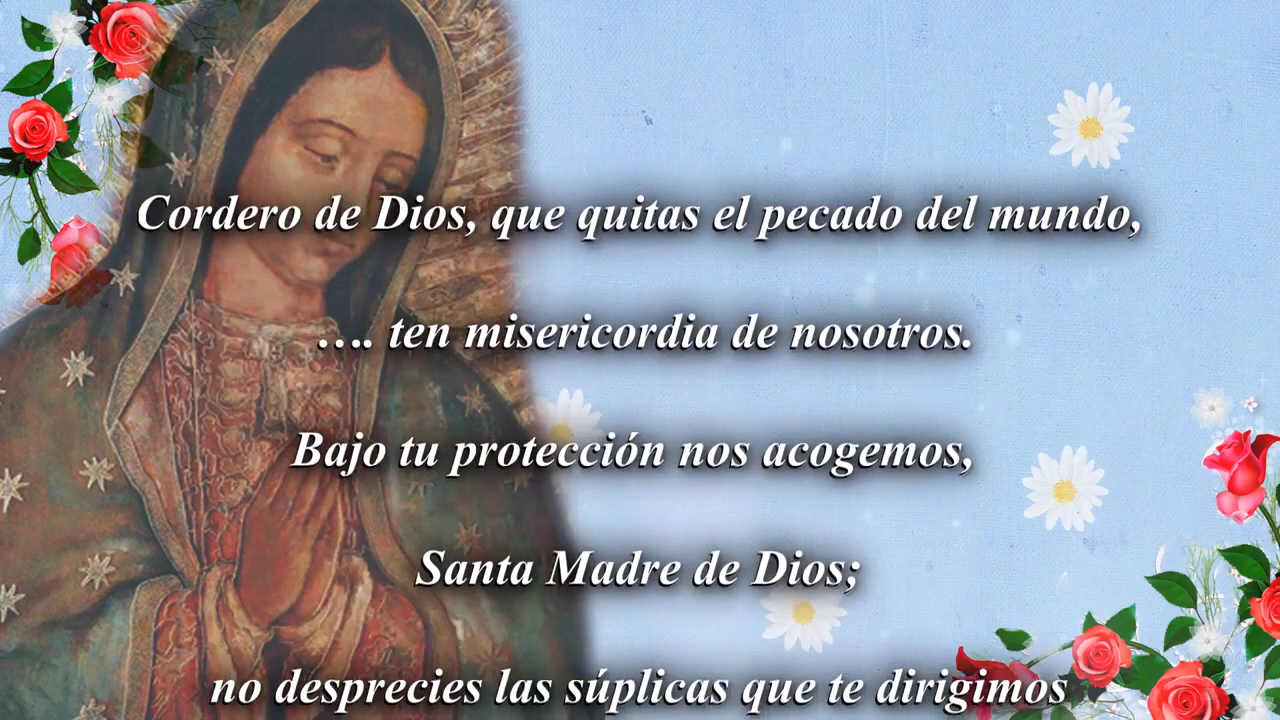 Cordero de Dios, que quitas el pecado del mundo,
…. ten misericordia de nosotros.
Bajo tu protección nos acogemos,
Santa Madre de Dios;
no desprecies las súplicas que te dirigimos